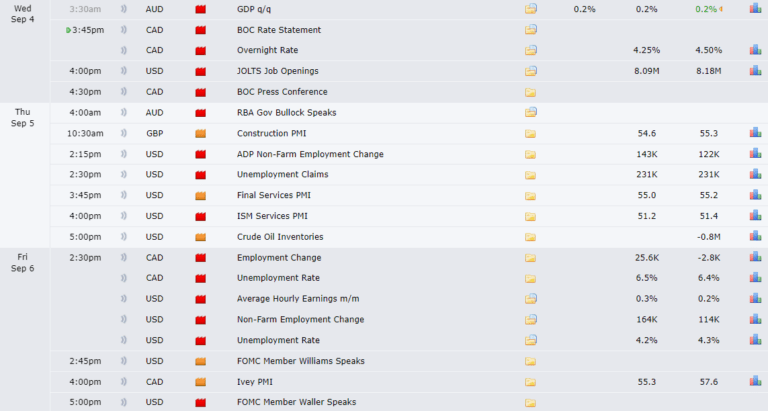 Wed 3:30am AUD GDP q/q 0.2% 0.2% 0.2%
Sep 4
3:45pm CAD BOC Rate Statement
CAD Overnight Rate 4.25% 4.50%
4:00pm USD JOLTS Job Openings 8.09M 8.18M
4:30pm CAD BOC Press Conference
Thu 4:00am AUD RBA Gov Bullock Speaks
Sep 5
10:30am GBP Construction PMI 54.6 55.3
2:15pm USD ADP Non-Farm Employment Change 143K 122K
2:30pm USD Unemployment Claims 231K 231K
3:45pm USD Final Services PMI 55.0 55.2
4:00pm USD ISM Services PMI 51.2 51.4
5:00pm USD Crude Oil Inventories -0.8M
Fri 2:30pm CAD Employment Change 25.6K -2.8K
Sep 6
CAD Unemployment Rate 6.5% 6.4%
USD Average Hourly Earnings m/m 0.3% 0.2%
USD Non-Farm Employment Change 164K 114K
USD Unemployment Rate 4.2% 4.3%
2:45pm USD FOMC Member Williams Speaks
4:00pm CAD Ivey PMI 55.3 57.6
5:00pm USD FOMC Member Waller Speaks